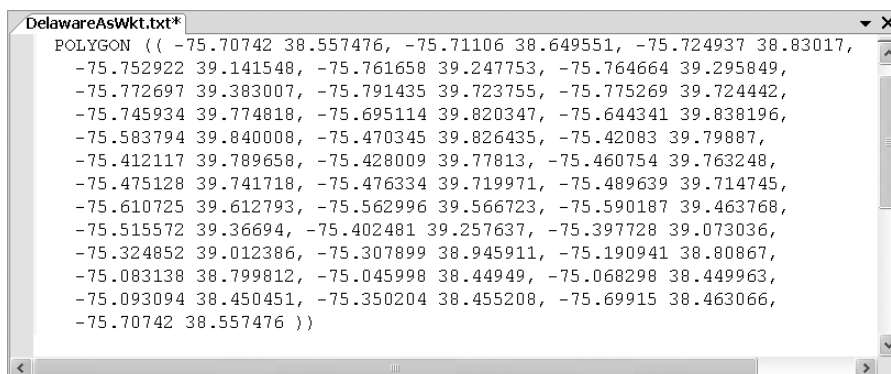 DelawareAsWkt.txt*
POLYGON (( -75.70742 38.557476, -75.71106 38.649551, -75.724937 38.83017,
-75.752922 39.141548, -75.761658 39.247753, -75.764664 39.295849,
-75.772697 39.383007, -75.791435 39.723755, -75.775269 39.724442,
-75.745934 39.774818, -75.695114 39.820347, -75.644341 39.838196,
-75.583794 39.840008, -75.470345 39.826435, -75.42083 39.79887,
-75.412117 39.789658, -75.428009 39.77813, -75.460754 39.763248,
-75.475128 39.741718, -75.476334 39.719971, -75.489639 39.714745,
-75.610725 39.612793, -75.562996 39.566723, -75.590187 39.463768,
-75.515572 39.36694, -75.402481 39.257637, -75.397728 39.073036,
-75.324852 39.012386, -75.307899 38.945911, -75.190941 38.80867,
-75.083138 38.799812, -75.045998 38.44949, -75.068298 38.449963,
-75.093094 38.450451, -75.350204 38.455208, -75.69915 38.463066,
-75.70742 38.557476 ))